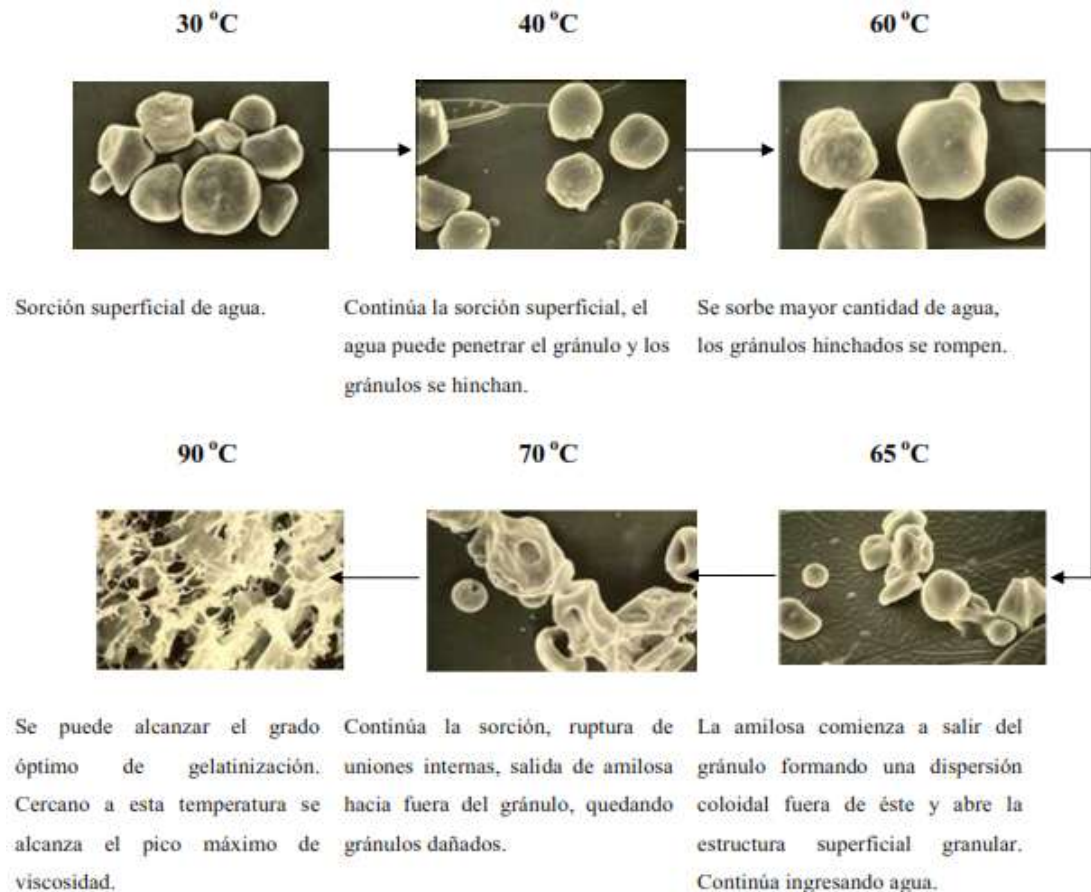 30 °C
40 °C
60 °C
Sorción superficial de agua.
Continúa la sorción superficial, el
agua puede penetrar el gránulo y los
gránulos se hinchan.
Se sorbe mayor cantidad de agua,
los gránulos hinchados se rompen.
90 °C
70 °C
65 °C
Se puede alcanzar el grado
óptimo de gelatinización.
Cercano a esta temperatura se
alcanza el pico máximo de
viscosidad.
Continúa la sorción, ruptura de
uniones internas, salida de amilosa
hacia fuera del gránulo, quedando
gránulos dañados.
La amilosa comienza a salir del
gránulo formando una dispersión
coloidal fuera de éste y abre la
estructura superficial granular.
Continúa ingresando agua.